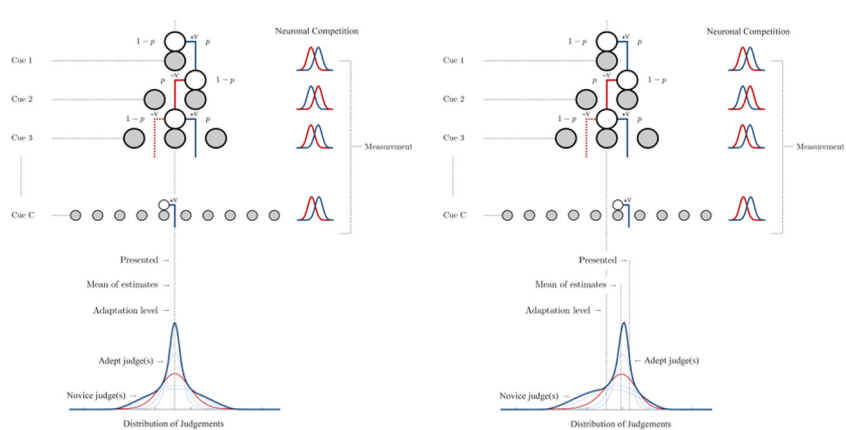 Neuronal Competition
1 − p
+V
p
Cue 1
p
−V
1 − p
Cue 2
1 − p
−V
+V
p
Cue 3
Measurement
+V
Cue C
Presented →
Mean of estimates →
Adaptation level →
Adept judge(s) →
Novice judge(s) →
Distribution of Judgements
Neuronal Competition
1 − p
+V
p
Cue 1
p
−V
1 − p
Cue 2
1 − p
−V
+V
p
Cue 3
Measurement
+V
Cue C
Presented →
Mean of estimates →
Adaptation level →
← Adept judge(s)
Novice judge(s) →
Distribution of Judgements